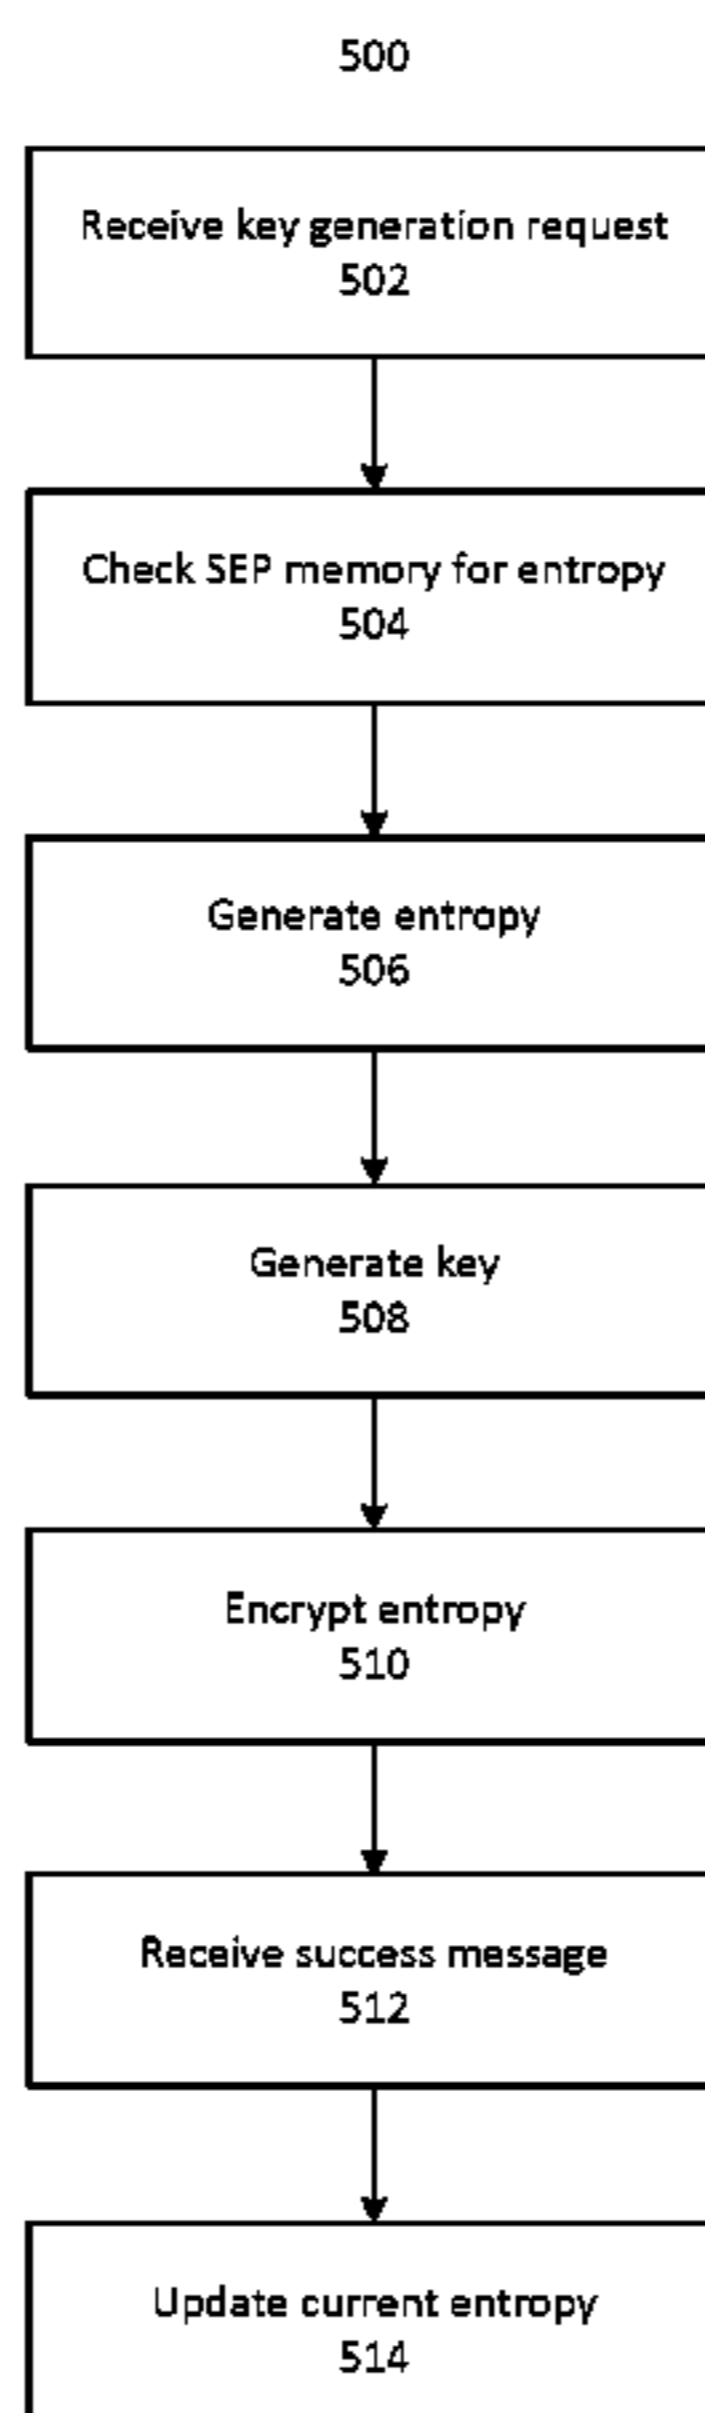 500
Receive key generation request
502
Check SEP memory for entropy
504
Generate entropy
506
Generate key
508
Encrypt entropy
510
Receive success message
512
Update current entropy
514